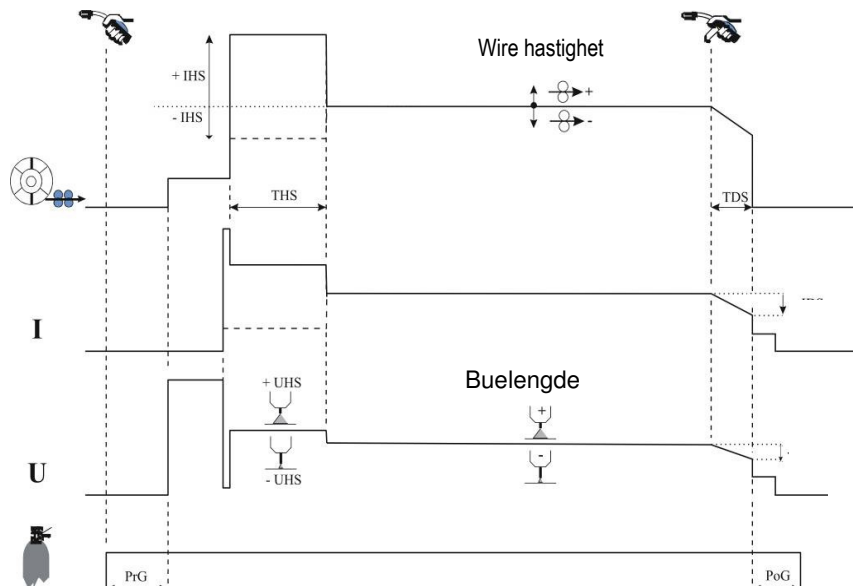 Wire hastighet
+ IHS
- IHS
+
-
THS
TDS
I
Buelengde
+ UHS
+
-
- UHS
U
PrG
PoG